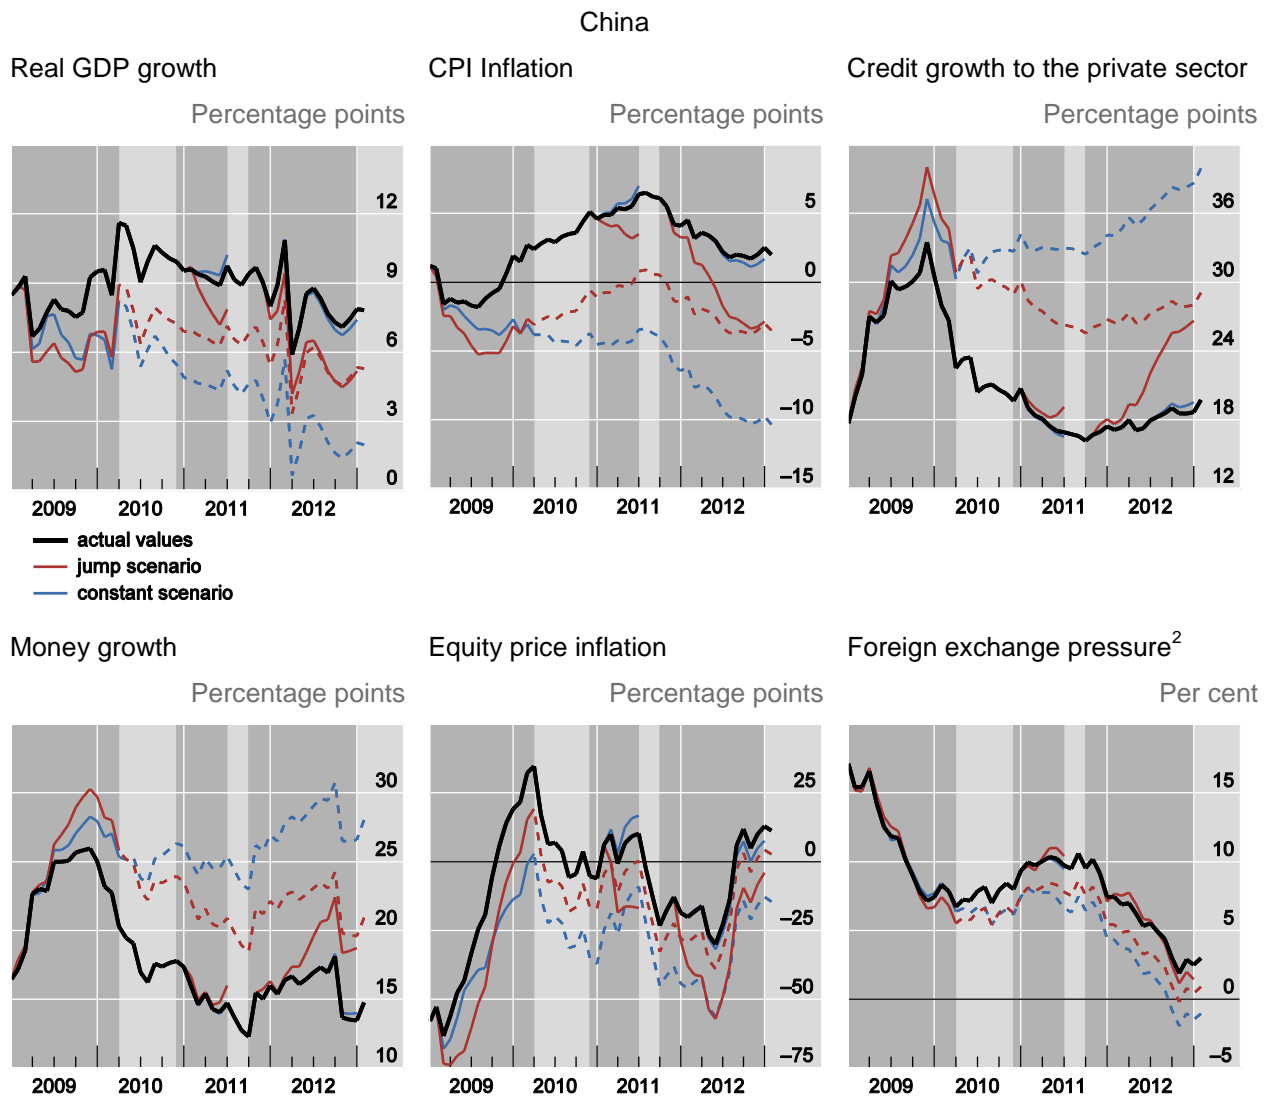 China
Real GDP growth
CPI Inflation
Credit growth to the private sector
Percentage points
Percentage points
Percentage points
12
9
6
3
0
2009 2010 2011 2012
5
0
–5
–10
–15
2009 2010 2011 2012
36
30
24
18
12
2009 2010 2011 2012
actual values
jump scenario
constant scenario
Money growth
Equity price inflation
Foreign exchange pressure²
Percentage points
Percentage points
Per cent
30
25
20
15
10
2009 2010 2011 2012
25
0
–25
–50
–75
2009 2010 2011 2012
15
10
5
0
–5
2009 2010 2011 2012